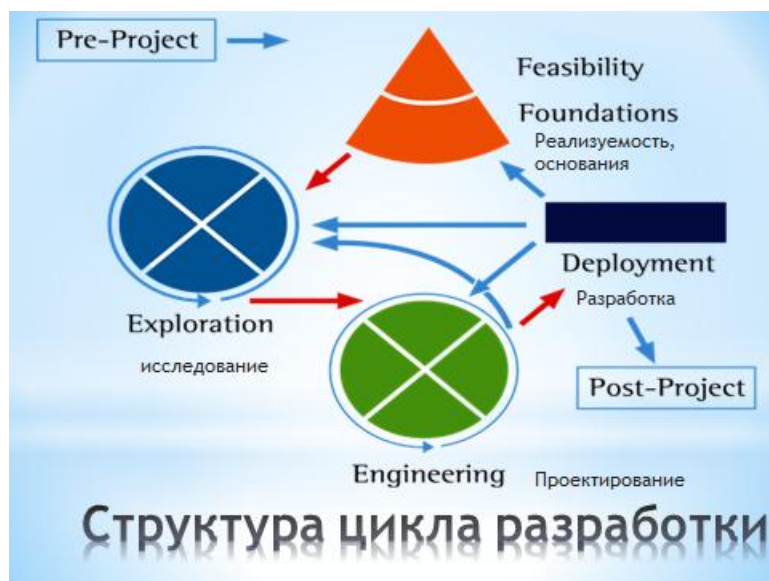 Pre-Project
Feasibility
Foundations
Реализуемость,
основания
Deployment
Разработка
Exploration
исследование
Post-Project
Engineering
Проектирование
Структура цикла разработки